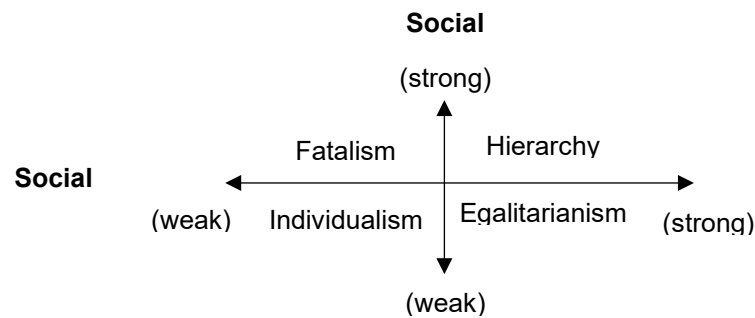 Social
(strong)
Fatalism Hierarchy
Social
(weak) Individualism Egalitarianism (strong)
(weak)